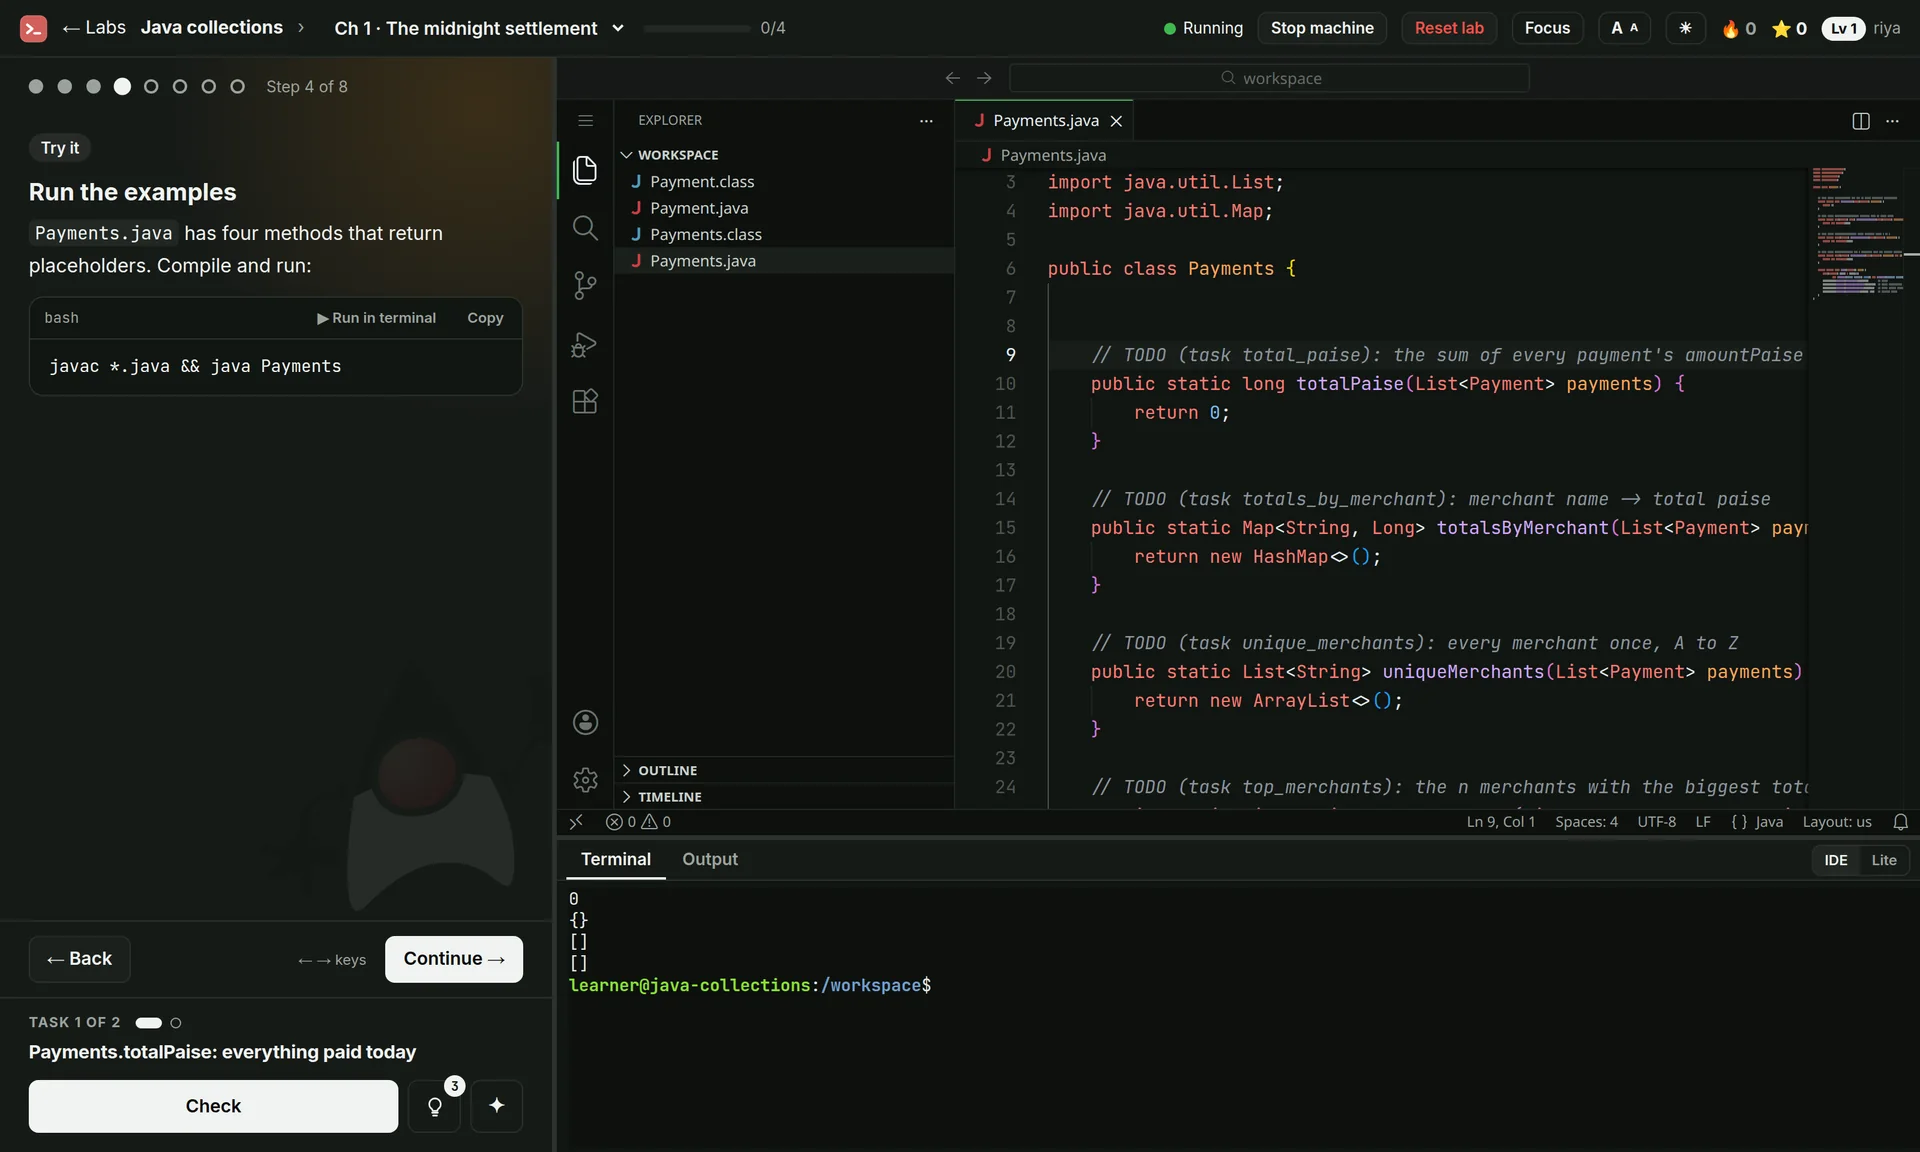 ← Labs Java collections › Ch 1 · The midnight settlement 0/4 Running Stop machine Reset lab Focus A A 0 0 Lv 1 riya
Step 4 of 8
Try it
Run the examples
Payments.java has four methods that return
placeholders. Compile and run:
bash ▶ Run in terminal Copy
javac *.java && java Payments
← Back ← → keys Continue →
TASK 1 OF 2
Payments.totalPaise: everything paid today
Check 3
← → workspace
EXPLORER ···
WORKSPACE
J Payment.class
J Payment.java
J Payments.class
J Payments.java
OUTLINE
TIMELINE
J Payments.java ×
J Payments.java
3 import java.util.List;
4 import java.util.Map;
5
6 public class Payments {
7
8
9 // TODO (task total_paise): the sum of every payment's amountPaise
10 public static long totalPaise(List<Payment> payments) {
11 return 0;
12 }
13
14 // TODO (task totals_by_merchant): merchant name -> total paise
15 public static Map<String, Long> totalsByMerchant(List<Payment> payn
16 return new HashMap<>();
17 }
18
19 // TODO (task unique_merchants): every merchant once, A to Z
20 public static List<String> uniqueMerchants(List<Payment> payments)
21 return new ArrayList<>();
22 }
23
24 // TODO (task top_merchants): the n merchants with the biggest tot
0 0 Ln 9, Col 1 Spaces: 4 UTF-8 LF { } Java Layout: us
Terminal Output IDE Lite
0
{}
[]
[]
learner@java-collections:/workspace$